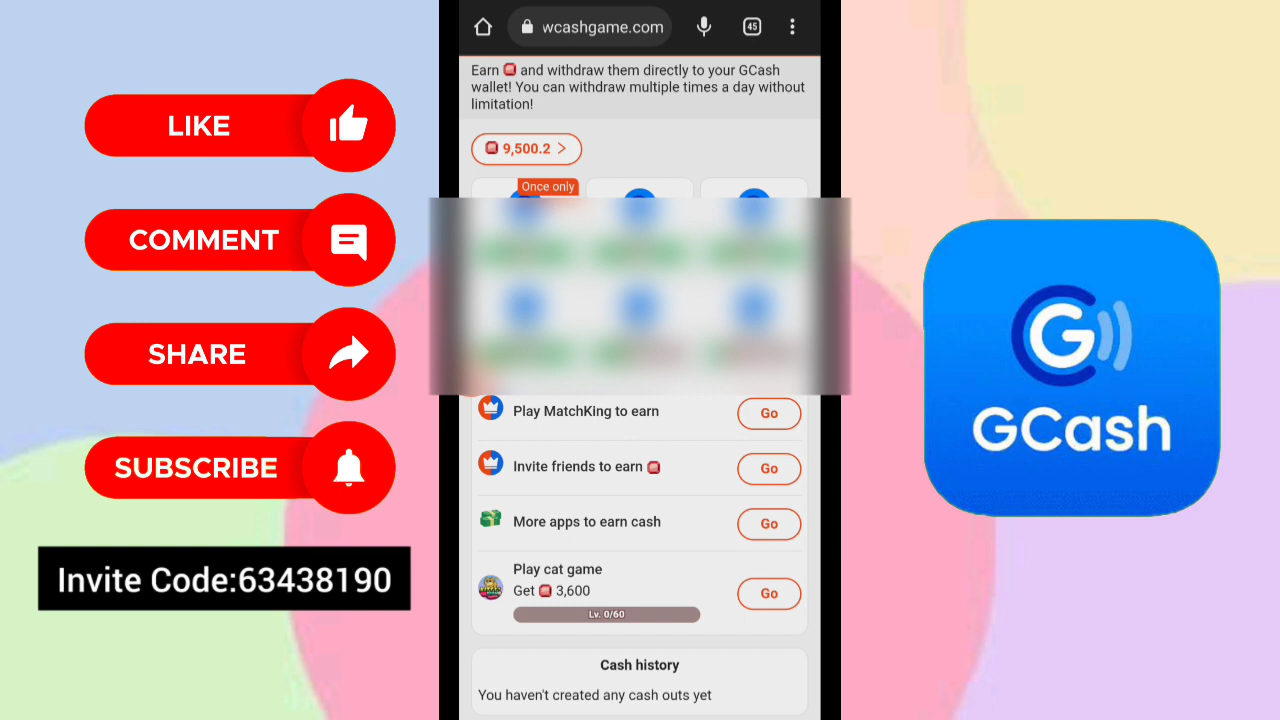 LIKE
COMMENT
SHARE
SUBSCRIBE
Invite Code:63438190
wcashgame.com
45
Earn and withdraw them directly to your GCash
wallet! You can withdraw multiple times a day without
limitation!
9,500.2 >
Once only
Play MatchKing to earn
Go
Invite friends to earn
Go
More apps to earn cash
Go
Play cat game
Get 3,600
Lv. 0/60
Go
Cash history
You haven't created any cash outs yet
G
GCash